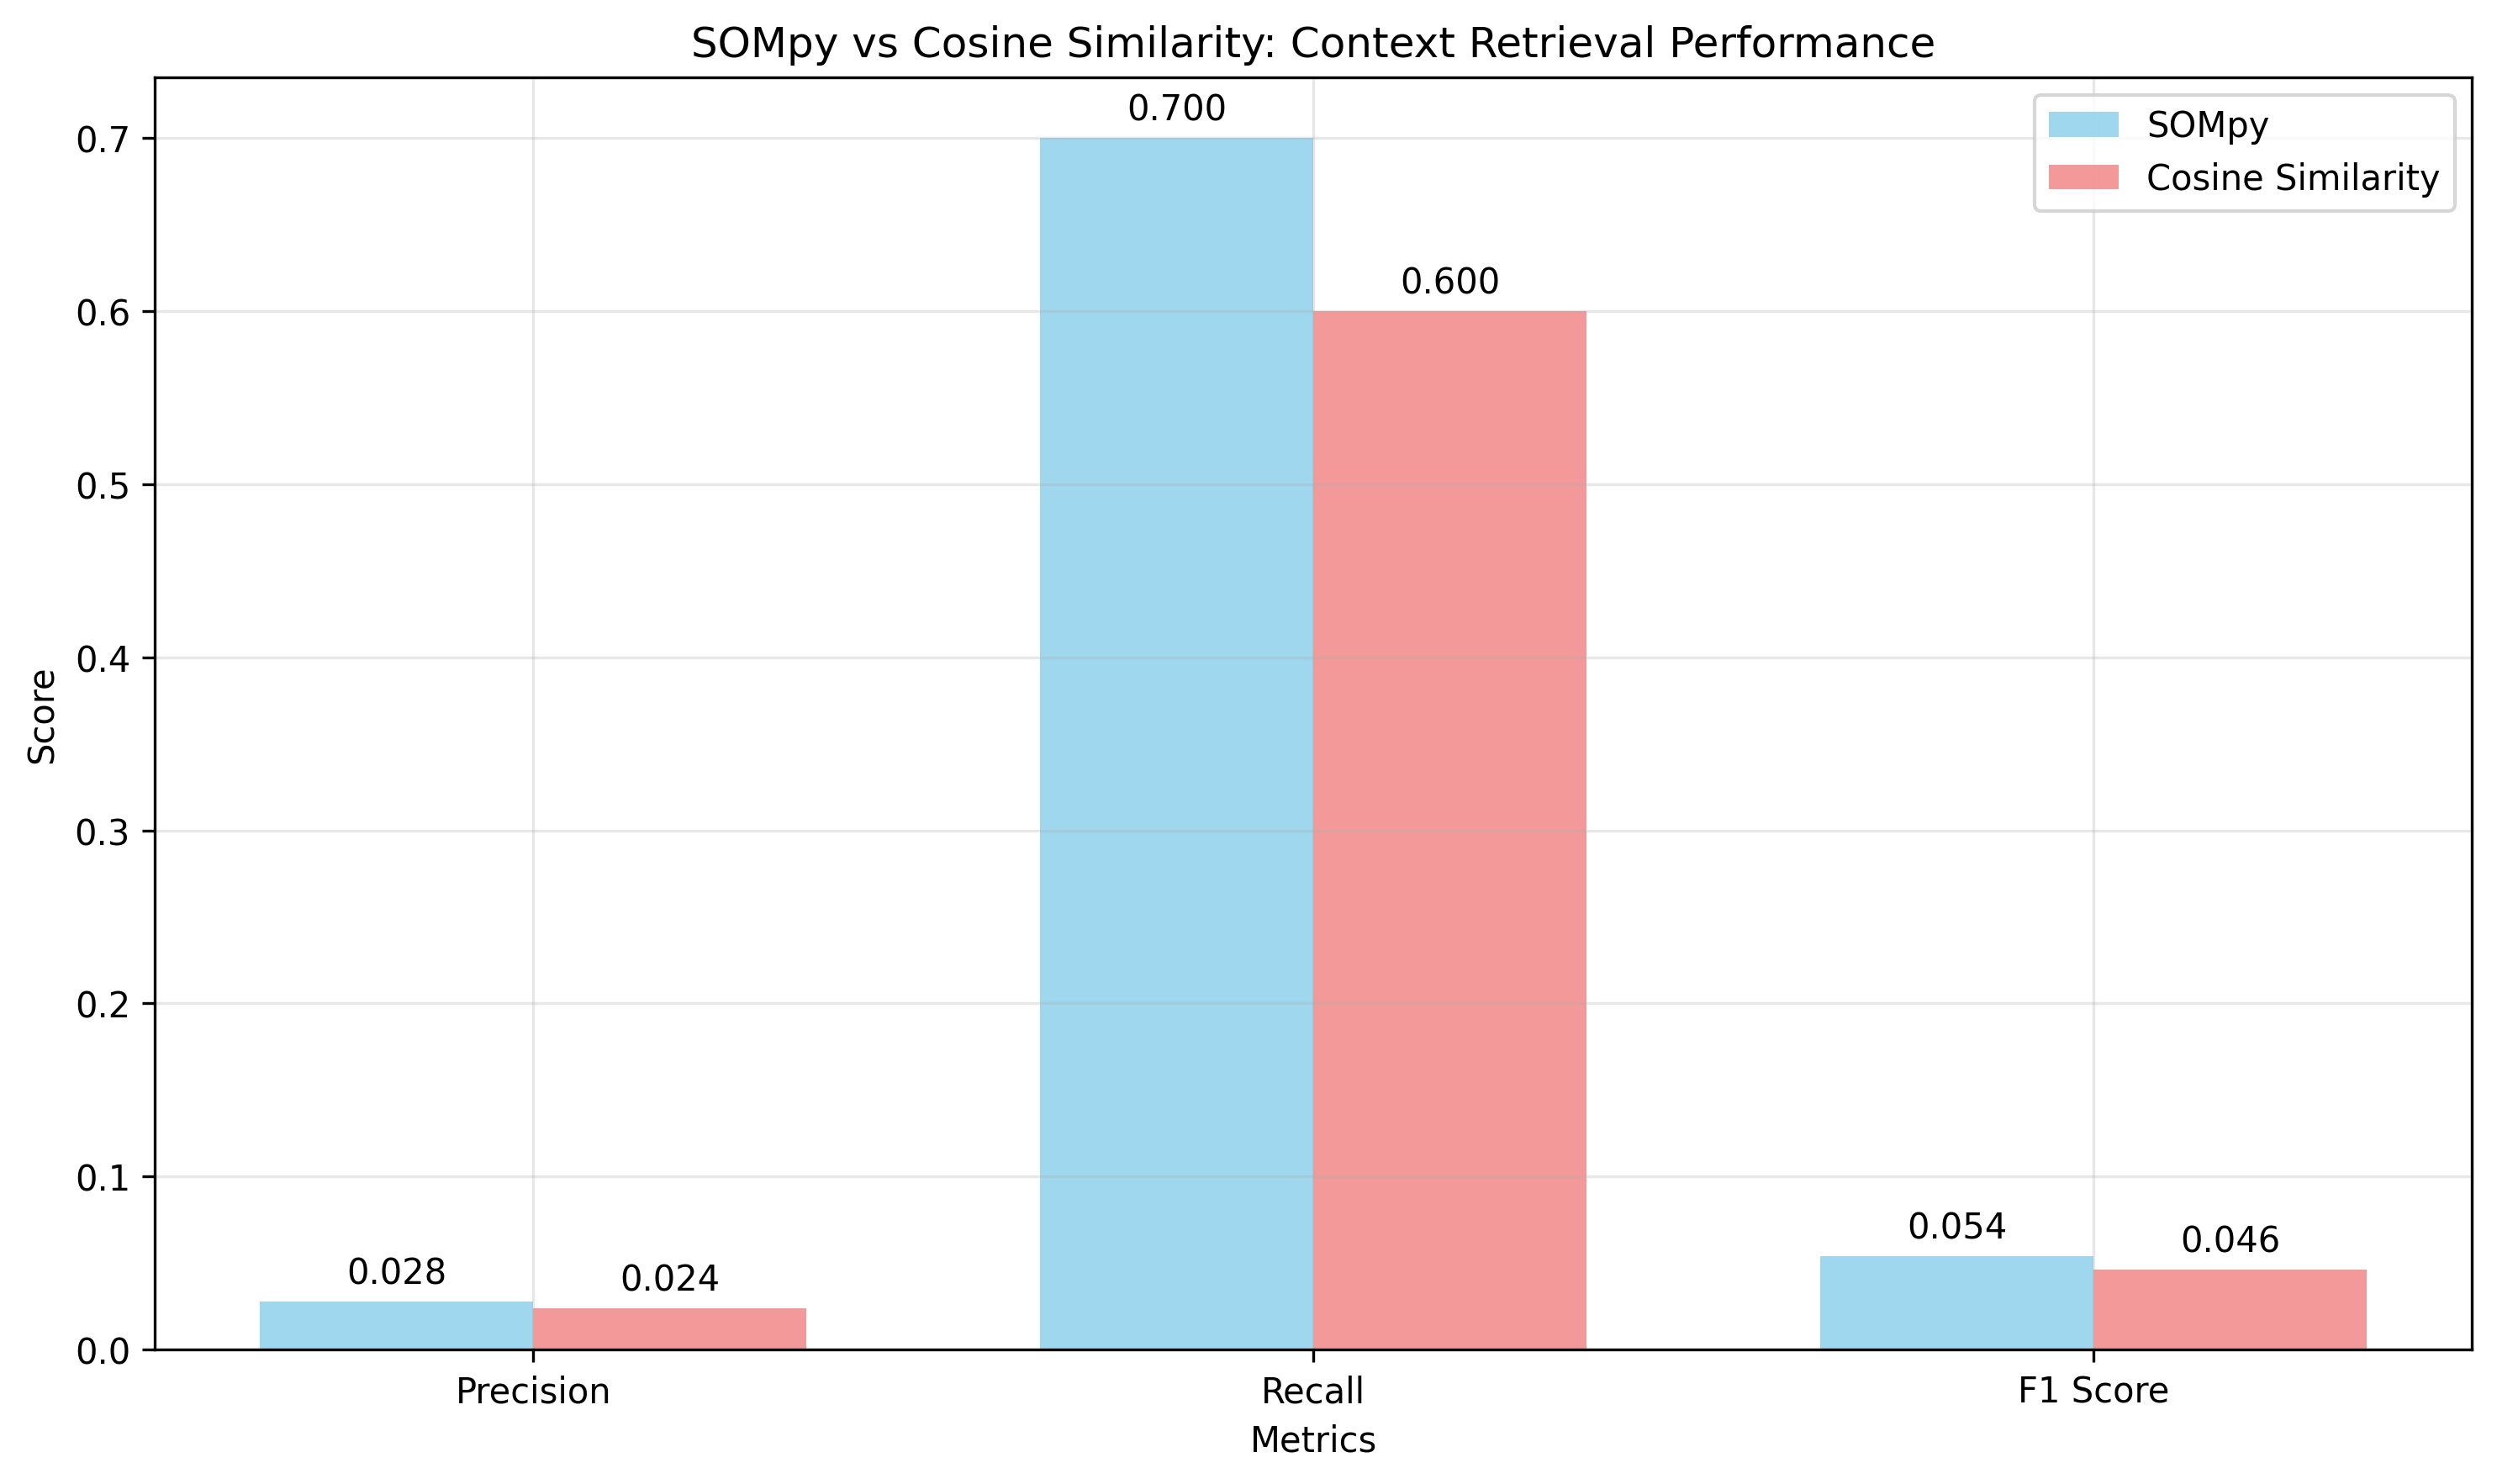 SOMpy vs Cosine Similarity: Context Retrieval Performance
SOMpy
Cosine Similarity
Score
0.7
0.6
0.5
0.4
0.3
0.2
0.1
0.0
0.028
0.024
0.700
0.600
0.054
0.046
Precision
Recall
F1 Score
Metrics